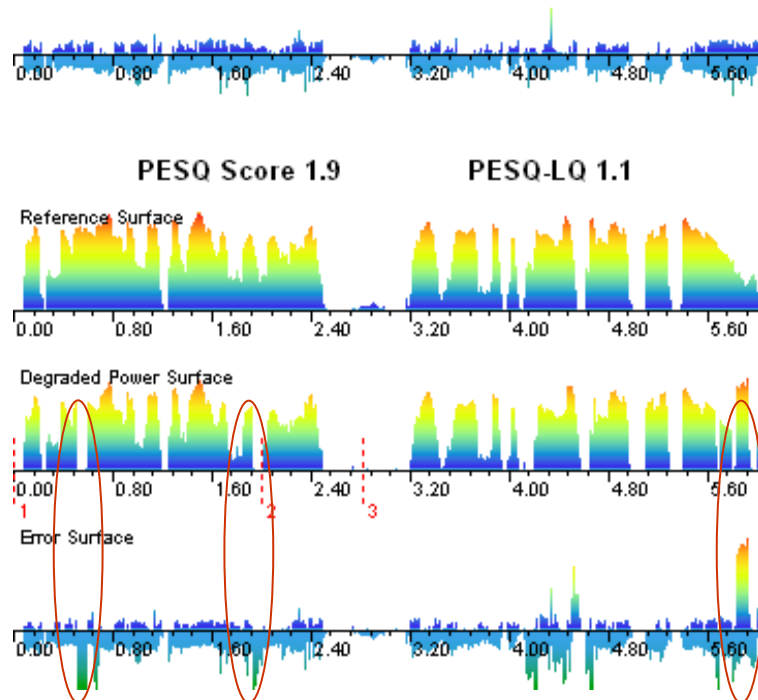 0.00 0.80 1.60 2.40 3.20 4.00 4.80 5.60
PESQ Score 1.9 PESQ-LQ 1.1
Reference Surface
0.00 0.80 1.60 2.40 3.20 4.00 4.80 5.60
Degraded Power Surface
0.00 0.80 1.60 2.40 3.20 4.00 4.80 5.60
1 2 3
Error Surface
0.00 0.80 1.60 2.40 3.20 4.00 4.80 5.60